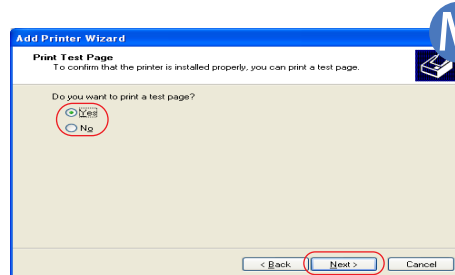 Add Printer Wizard
Print Test Page
To confirm that the printer is installed properly, you can print a test page.
Do you want to print a test page?
Yes
No
< Back Next > Cancel